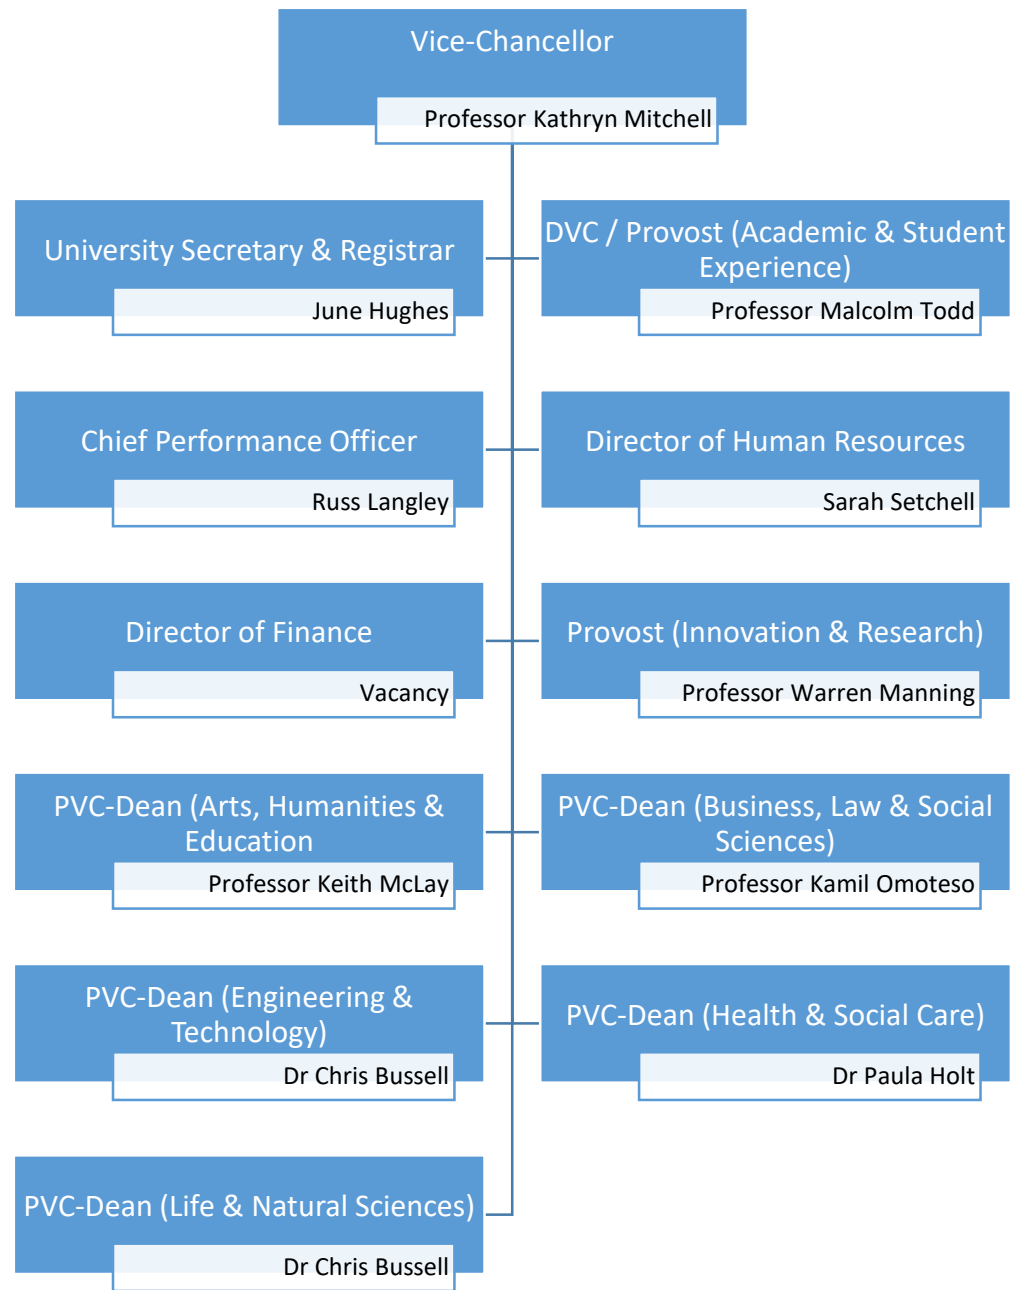 Vice-Chancellor
Professor Kathryn Mitchell
University Secretary & Registrar
June Hughes
DVC / Provost (Academic & Student
Experience)
Professor Malcolm Todd
Chief Performance Officer
Russ Langley
Director of Human Resources
Sarah Setchell
Director of Finance
Vacancy
Provost (Innovation & Research)
Professor Warren Manning
PVC-Dean (Arts, Humanities &
Education
Professor Keith McLay
PVC-Dean (Business, Law & Social
Sciences)
Professor Kamil Omoteso
PVC-Dean (Engineering &
Technology)
Dr Chris Bussell
PVC-Dean (Health & Social Care)
Dr Paula Holt
PVC-Dean (Life & Natural Sciences)
Dr Chris Bussell